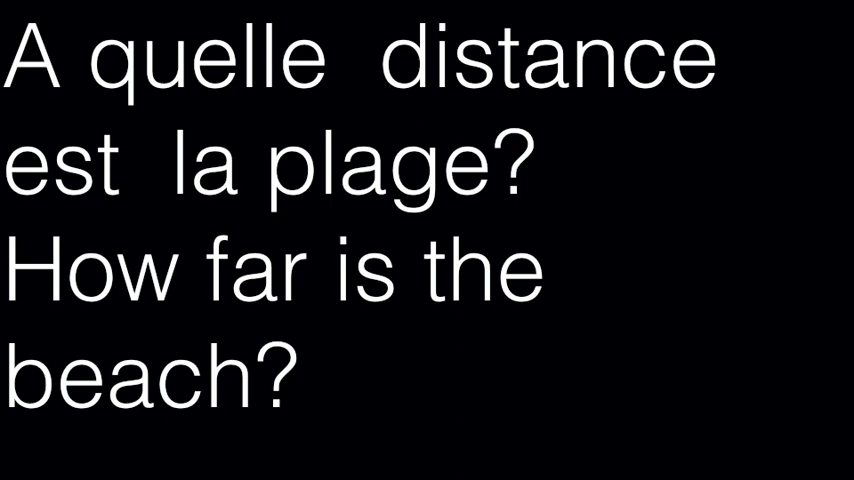 A quelle distance
est la plage?
How far is the
beach?